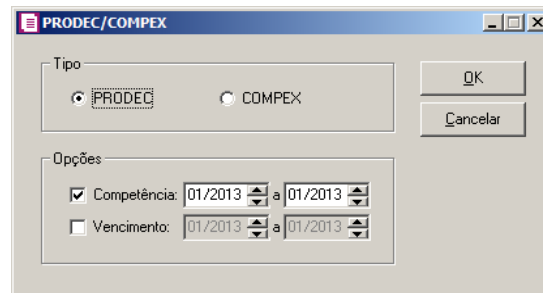 PRODEC/COMPEX
Tipo
PRODEC COMPEX
OK
Cancelar
Opções
Competência: 01/2013 a 01/2013
Vencimento: 01/2013 a 01/2013